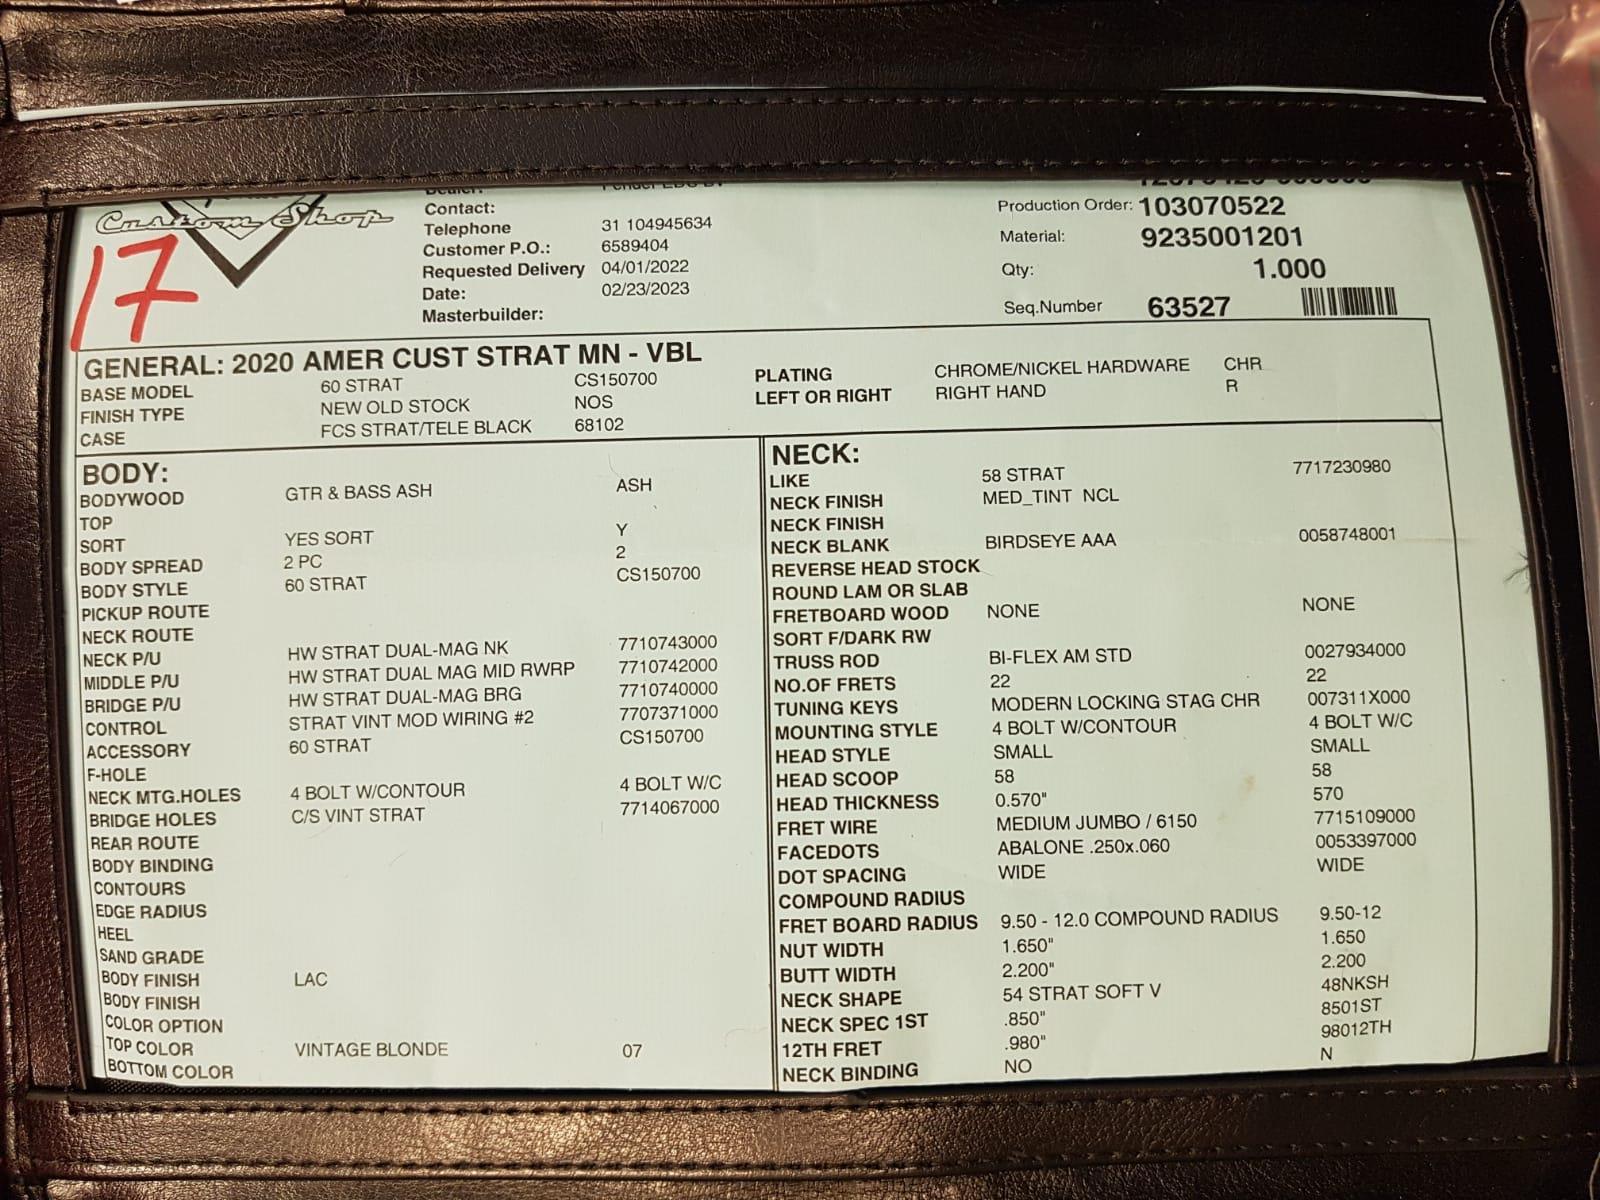 Custom Shop
17
Contact:
Telephone 31 104945634
Customer P.O.: 6589404
Requested Delivery 04/01/2022
Date: 02/23/2023
Masterbuilder:
Production Order: 103070522
Material: 9235001201
Qty: 1.000
Seq.Number 63527
GENERAL: 2020 AMER CUST STRAT MN - VBL
BASE MODEL 60 STRAT CS150700
FINISH TYPE NEW OLD STOCK NOS
CASE FCS STRAT/TELE BLACK 68102
PLATING CHROME/NICKEL HARDWARE CHR
LEFT OR RIGHT RIGHT HAND R
BODY:
BODYWOOD GTR & BASS ASH ASH
TOP
SORT YES SORT Y
BODY SPREAD 2 PC 2
BODY STYLE 60 STRAT CS150700
PICKUP ROUTE
NECK ROUTE
NECK P/U HW STRAT DUAL-MAG NK 7710743000
MIDDLE P/U HW STRAT DUAL MAG MID RWRP 7710742000
BRIDGE P/U HW STRAT DUAL-MAG BRG 7710740000
CONTROL STRAT VINT MOD WIRING #2 7707371000
ACCESSORY 60 STRAT CS150700
F-HOLE
NECK MTG.HOLES 4 BOLT W/CONTOUR 4 BOLT W/C
BRIDGE HOLES C/S VINT STRAT 7714067000
REAR ROUTE
BODY BINDING
CONTOURS
EDGE RADIUS
HEEL
SAND GRADE
BODY FINISH LAC
BODY FINISH
COLOR OPTION
TOP COLOR VINTAGE BLONDE 07
BOTTOM COLOR
NECK:
LIKE 58 STRAT 7717230980
NECK FINISH MED_TINT NCL
NECK FINISH
NECK BLANK BIRDSEYE AAA 0058748001
REVERSE HEAD STOCK
ROUND LAM OR SLAB
FRETBOARD WOOD NONE NONE
SORT F/DARK RW
TRUSS ROD BI-FLEX AM STD 0027934000
NO.OF FRETS 22 22
TUNING KEYS MODERN LOCKING STAG CHR 007311X000
MOUNTING STYLE 4 BOLT W/CONTOUR 4 BOLT W/C
HEAD STYLE SMALL SMALL
HEAD SCOOP 58 58
HEAD THICKNESS 0.570" 570
FRET WIRE MEDIUM JUMBO / 6150 7715109000
FACEDOTS ABALONE .250x.060 0053397000
DOT SPACING WIDE WIDE
COMPOUND RADIUS
FRET BOARD RADIUS 9.50 - 12.0 COMPOUND RADIUS 9.50-12
NUT WIDTH 1.650" 1.650
BUTT WIDTH 2.200" 2.200
NECK SHAPE 54 STRAT SOFT V 48NKSH
NECK SPEC 1ST .850" 8501ST
12TH FRET .980" 98012TH
NECK BINDING NO N